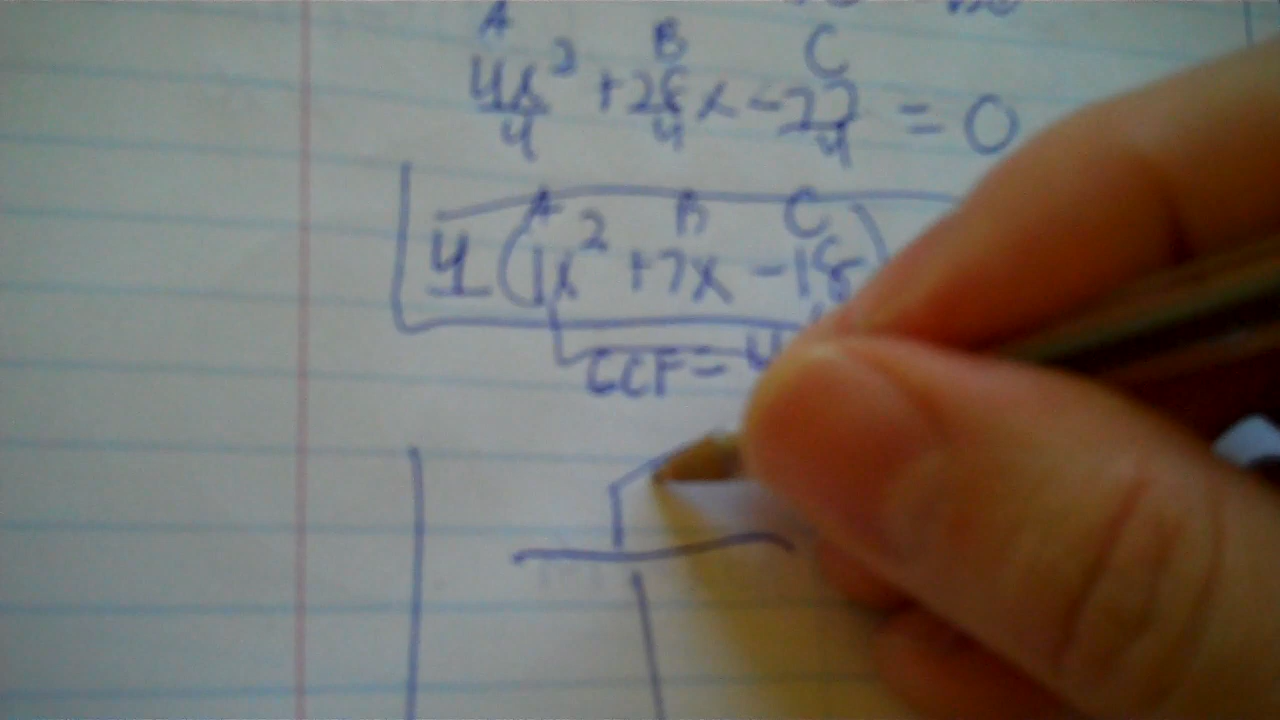 A B C
4x² + 28x - 72 = 0
4 4 4
A B C
4(1x² + 7x - 18)
GCF = 4